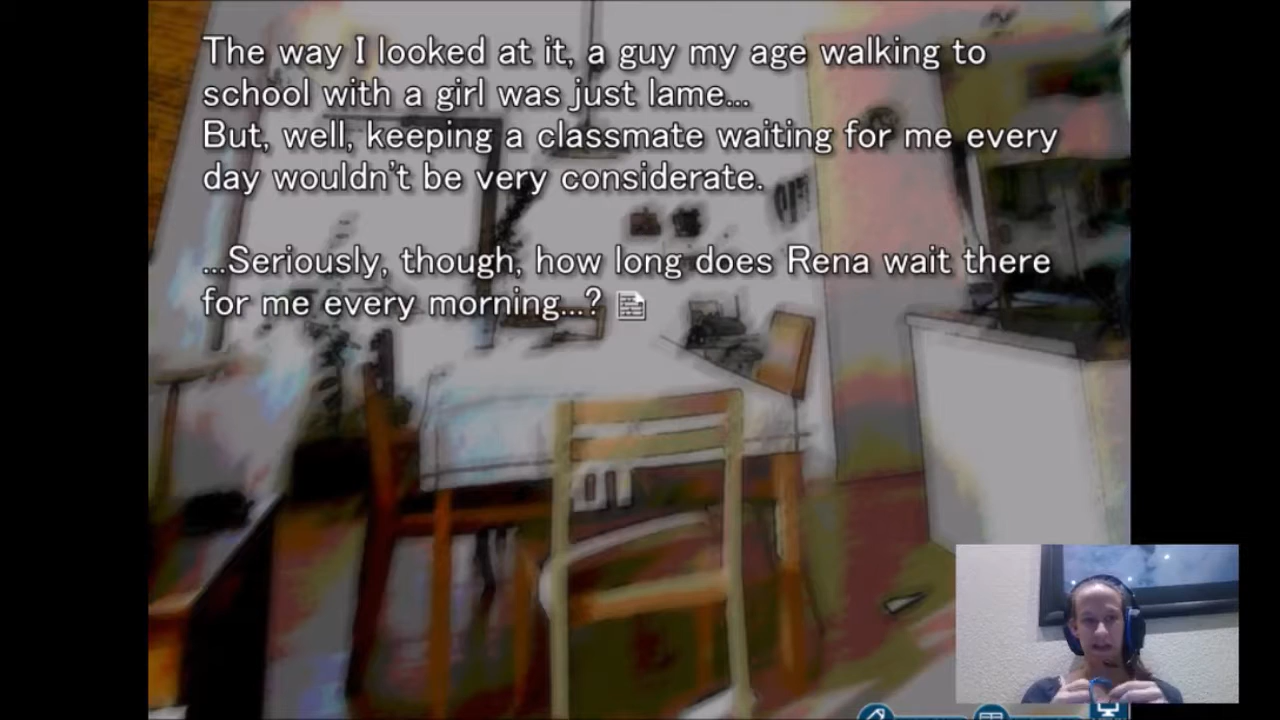 The way I looked at it, a guy my age walking to
school with a girl was just lame...
But, well, keeping a classmate waiting for me every
day wouldn't be very considerate.
...Seriously, though, how long does Rena wait there
for me every morning...?